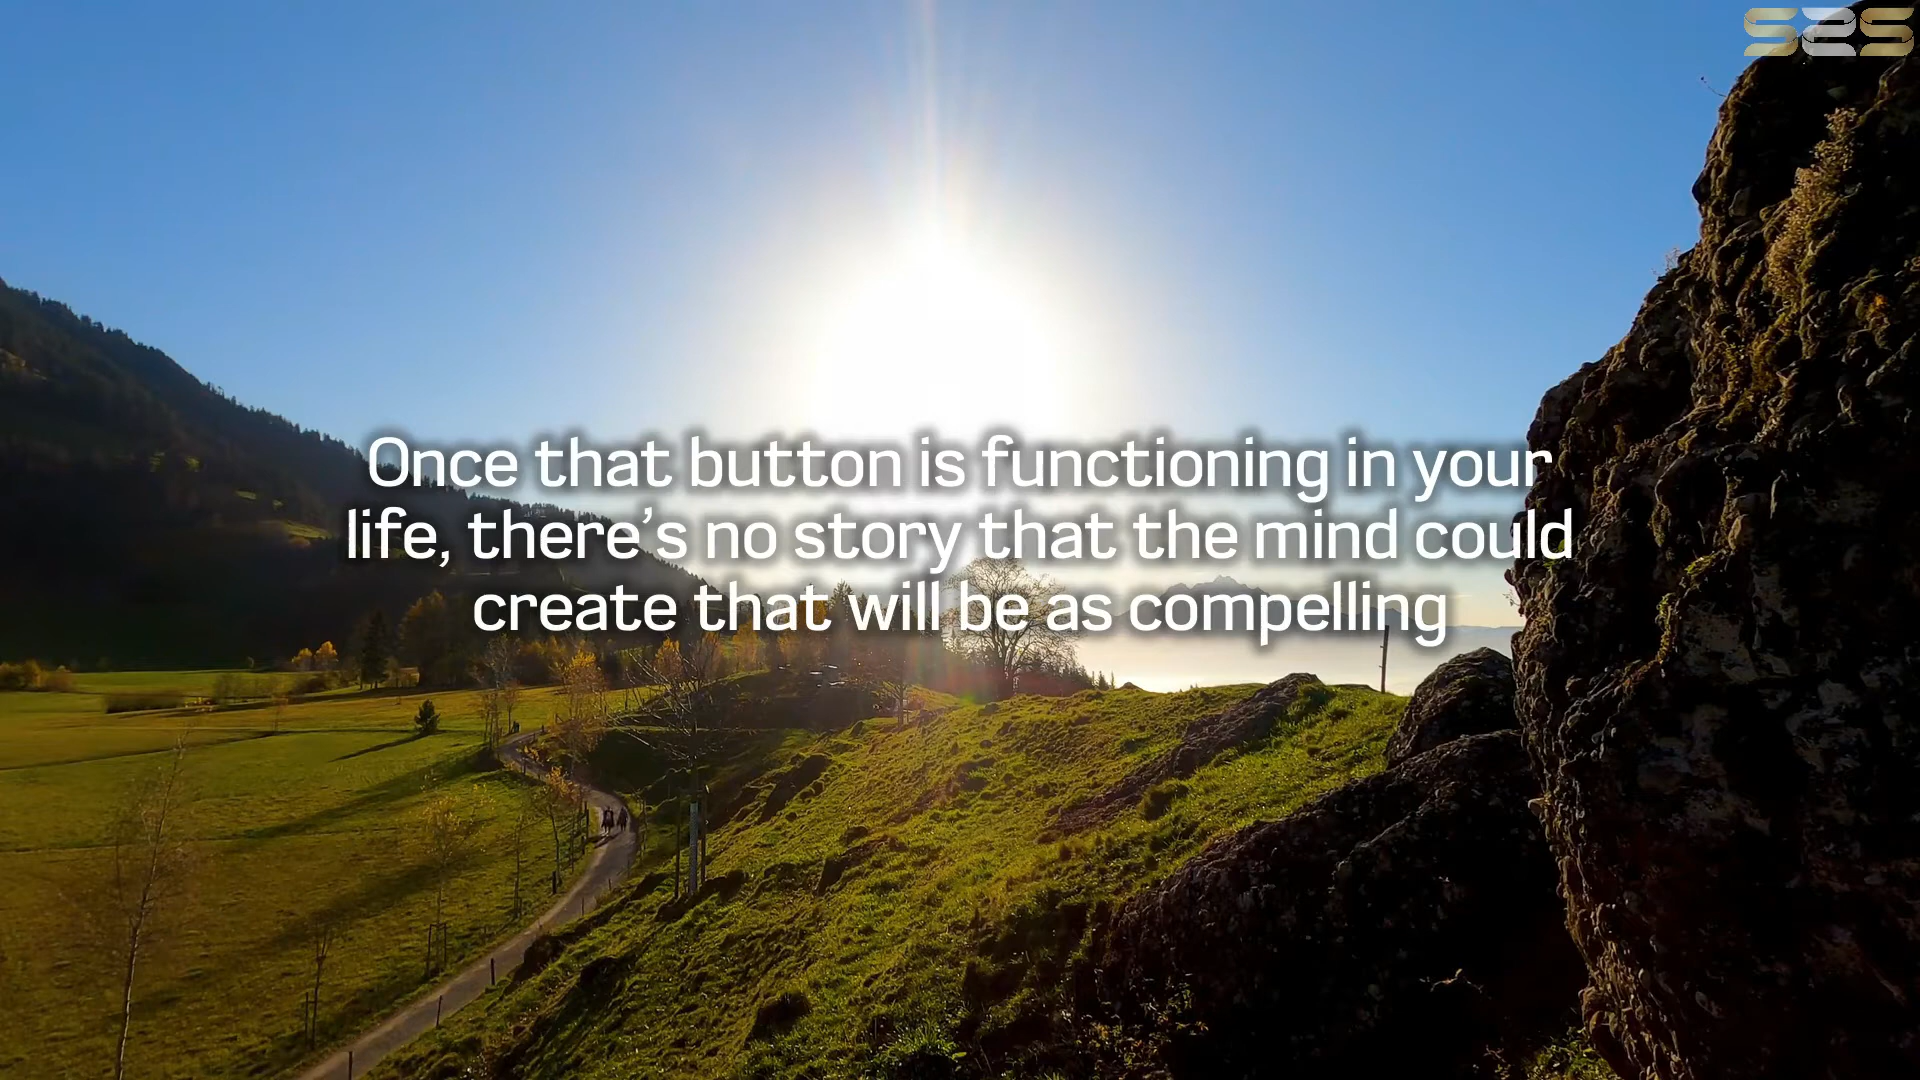 S2S
Once that button is functioning in your
life, there’s no story that the mind could
create that will be as compelling